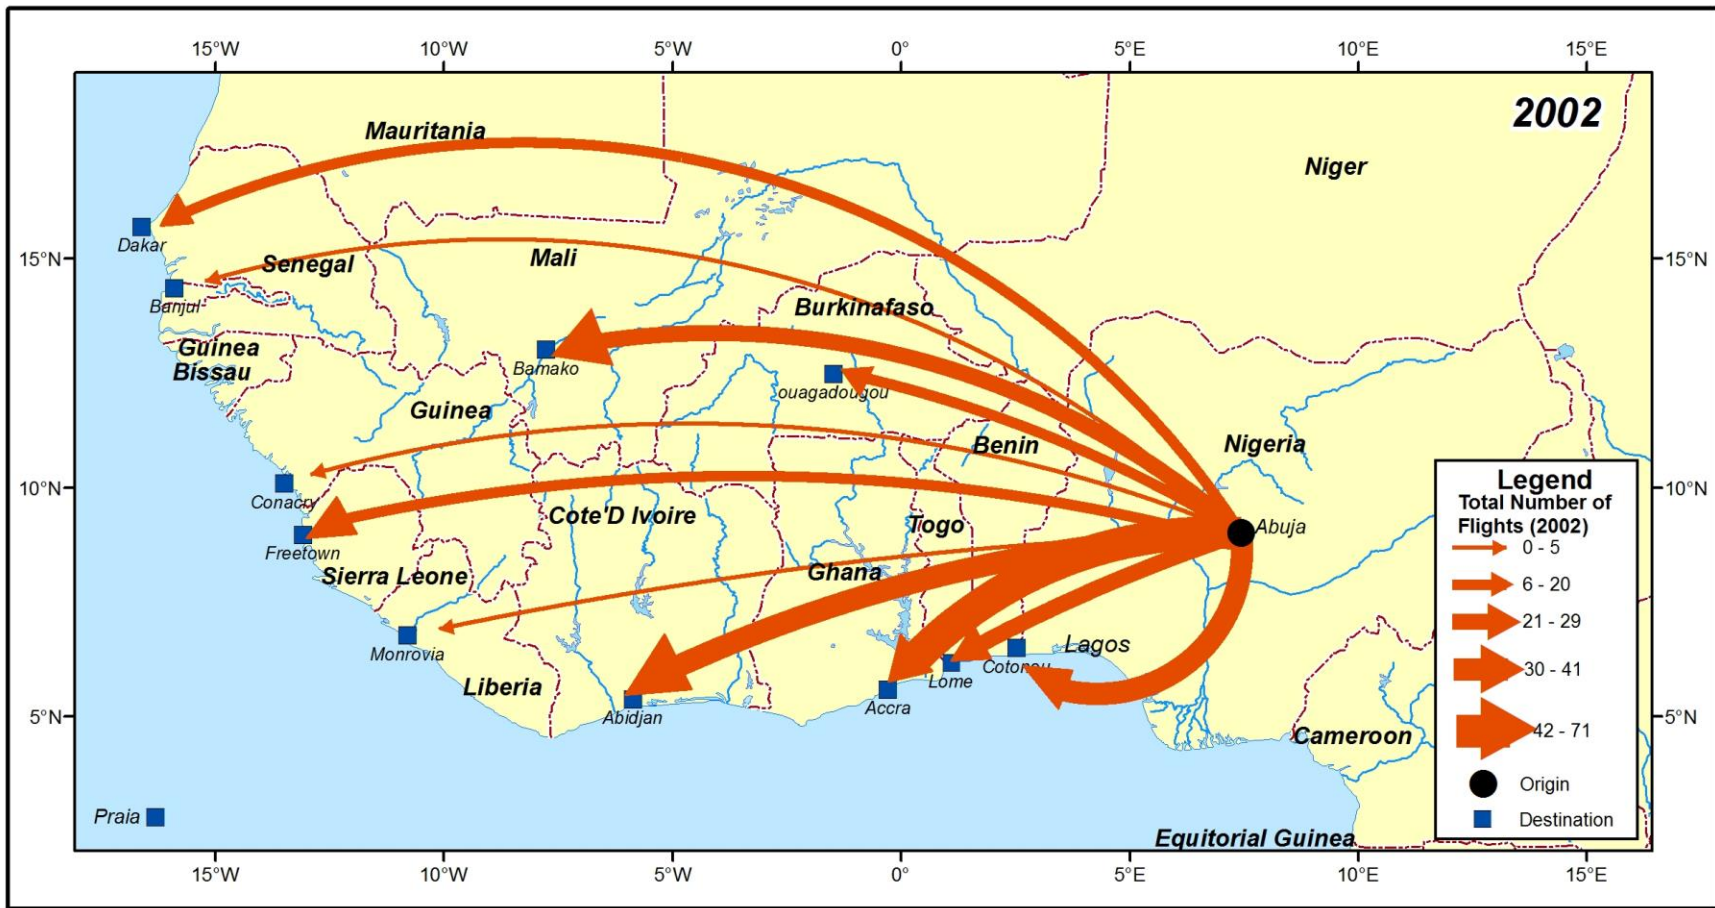 15°W 10°W 5°W 0° 5°E 10°E 15°E
2002
Mauritania
Niger
Dakar
15°N
Senegal
Mali
15°N
Banjul
Burkinafaso
Guinea
Bissau
Bamako
ouagadougou
Guinea
Benin
Nigeria
10°N
Conacry
Cote'D Ivoire
Togo
Abuja
10°N
Freetown
Sierra Leone
Ghana
Monrovia
Lagos
Cotonou
Lome
Liberia
Accra
Abidjan
5°N
5°N
Cameroon
Praia
Equitorial Guinea
Legend
Total Number of
Flights (2002)
0 - 5
6 - 20
21 - 29
30 - 41
42 - 71
Origin
Destination
15°W 10°W 5°W 0° 5°E 10°E 15°E